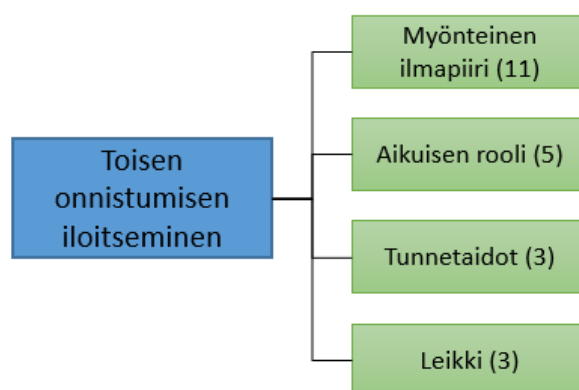 Toisen
onnistumisen
iloitseminen
Myönteinen
ilmapiiri (11)
Aikuisen rooli (5)
Tunnetaidot (3)
Leikki (3)